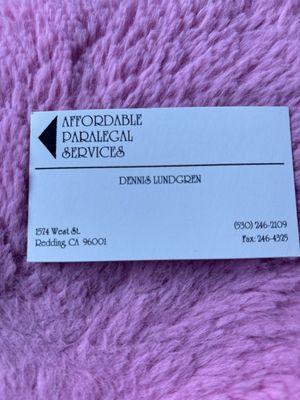 AFFORDABLE
PARALEGAL
SERVICES
DENNIS LUNDGREN
1574 West St.
Redding, CA 96001
(530) 246-2109
Fax: 246-4325